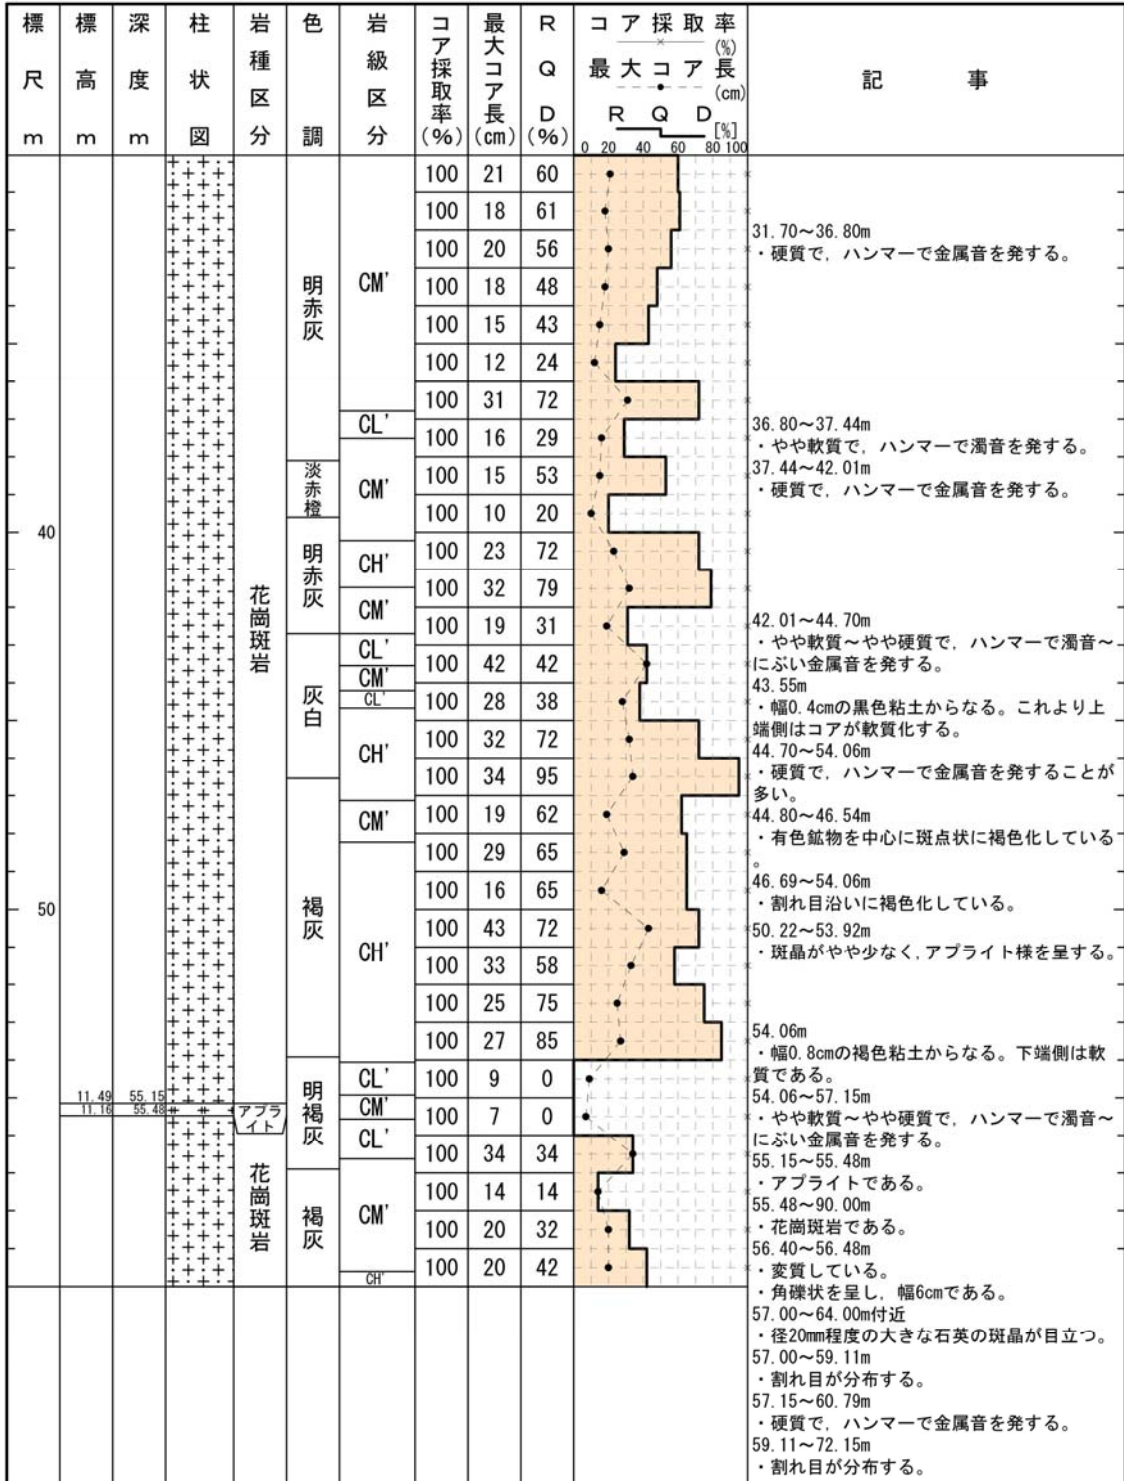 標尺m
標高m
深度m
柱状図
岩種区分
色調
岩級区分
コア採取率(%)
最大コア長(cm)
RQD(%)
コア採取率
(%)
最大コア長
(cm)
RQD
[%]
0 20 40 60 80 100
記事
40
50
11.49 55.15
11.16 55.48
花崗斑岩
アプライト
花崗斑岩
明赤灰
淡赤橙
明赤灰
灰白
褐灰
明褐灰
褐灰
CM'
CL'
CM'
CH'
CM'
CL'
CM'
CL'
CH'
CM'
CH'
CL'
CM'
CL'
CM'
CH'
100 21 60
100 18 61
100 20 56
100 18 48
100 15 43
100 12 24
100 31 72
100 16 29
100 15 53
100 10 20
100 23 72
100 32 79
100 19 31
100 42 42
100 28 38
100 32 72
100 34 95
100 19 62
100 29 65
100 16 65
100 43 72
100 33 58
100 25 75
100 27 85
100 9 0
100 7 0
100 34 34
100 14 14
100 20 32
100 20 42
31.70～36.80m
・硬質で，ハンマーで金属音を発する。
36.80～37.44m
・やや軟質で，ハンマーで濁音を発する。
37.44～42.01m
・硬質で，ハンマーで金属音を発する。
42.01～44.70m
・やや軟質～やや硬質で，ハンマーで濁音～
にぶい金属音を発する。
43.55m
・幅0.4cmの黒色粘土からなる。これより上
端側はコアが軟質化する。
44.70～54.06m
・硬質で，ハンマーで金属音を発することが
多い。
44.80～46.54m
・有色鉱物を中心に斑点状に褐色化している
。
46.69～54.06m
・割れ目沿いに褐色化している。
50.22～53.92m
・斑晶がやや少なく，アプライト様を呈する。
54.06m
・幅0.8cmの褐色粘土からなる。下端側は軟
質である。
54.06～57.15m
・やや軟質～やや硬質で，ハンマーで濁音～
にぶい金属音を発する。
55.15～55.48m
・アプライトである。
55.48～90.00m
・花崗斑岩である。
56.40～56.48m
・変質している。
・角礫状を呈し，幅6cmである。
57.00～64.00m付近
・径20mm程度の大きな石英の斑晶が目立つ。
57.00～59.11m
・割れ目が分布する。
57.15～60.79m
・硬質で，ハンマーで金属音を発する。
59.11～72.15m
・割れ目が分布する。